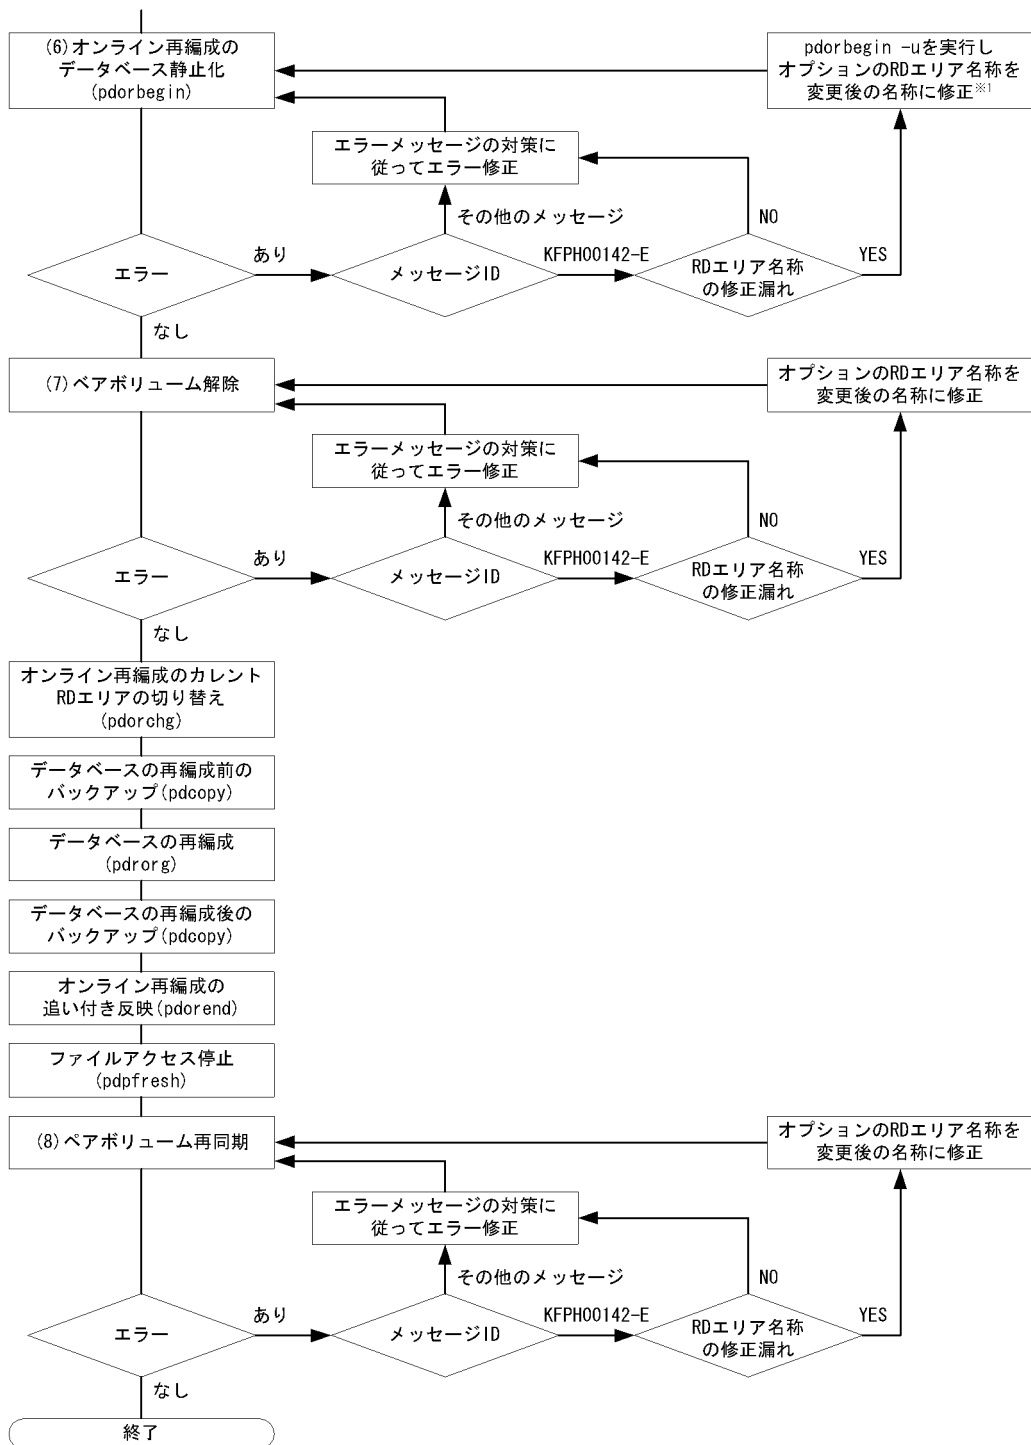 (6)オンライン再編成の
データベース静止化
(pdorbegin)
pdorbegin -uを実行し
オプションのRDエリア名称を
変更後の名称に修正※1
エラーメッセージの対策に
従ってエラー修正
その他のメッセージ
NO
エラー
あり
メッセージID
KFPH00142-E
RDエリア名称
の修正漏れ
YES
なし
(7)ペアボリューム解除
オプションのRDエリア名称を
変更後の名称に修正
エラーメッセージの対策に
従ってエラー修正
その他のメッセージ
NO
エラー
あり
メッセージID
KFPH00142-E
RDエリア名称
の修正漏れ
YES
なし
オンライン再編成のカレント
RDエリアの切り替え
(pdorchg)
データベースの再編成前の
バックアップ(pdcopy)
データベースの再編成
(pdrorg)
データベースの再編成後の
バックアップ(pdcopy)
オンライン再編成の
追い付き反映(pdorend)
ファイルアクセス停止
(pdpfresh)
(8)ペアボリューム再同期
オプションのRDエリア名称を
変更後の名称に修正
エラーメッセージの対策に
従ってエラー修正
その他のメッセージ
NO
エラー
あり
メッセージID
KFPH00142-E
RDエリア名称
の修正漏れ
YES
なし
終了